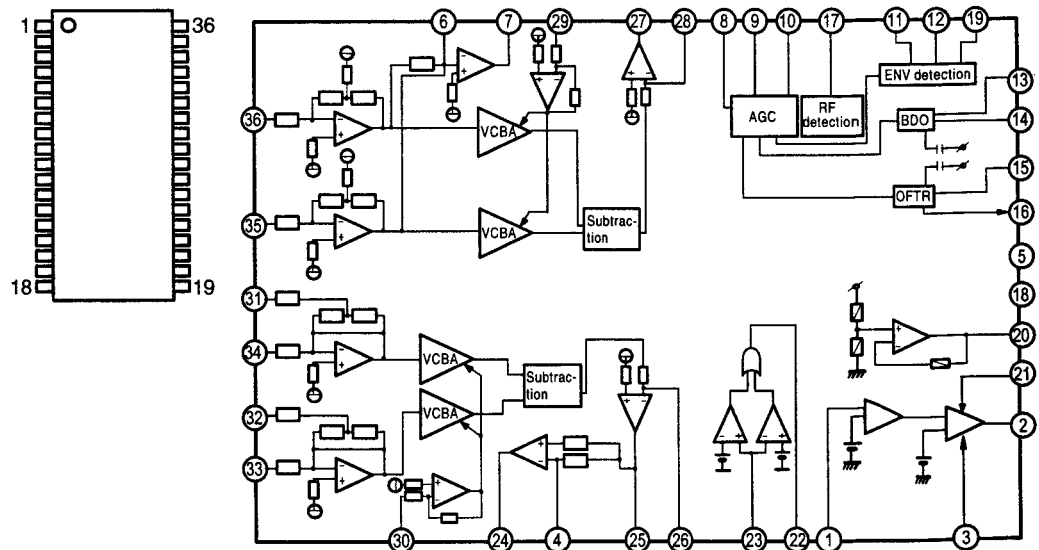 1 36
18 19
6 7 29 27 28 8 9 10 17 11 12 19
ENV detection
13
AGC
RF
detection
BDO
14
36
VCBA
15
OFTR
16
35
VCBA
Subtrac-
tion
5
31
18
34
VCBA
Subtrac-
tion
20
21
32
VCBA
2
33
30 24 4 25 26 23 22 1 3